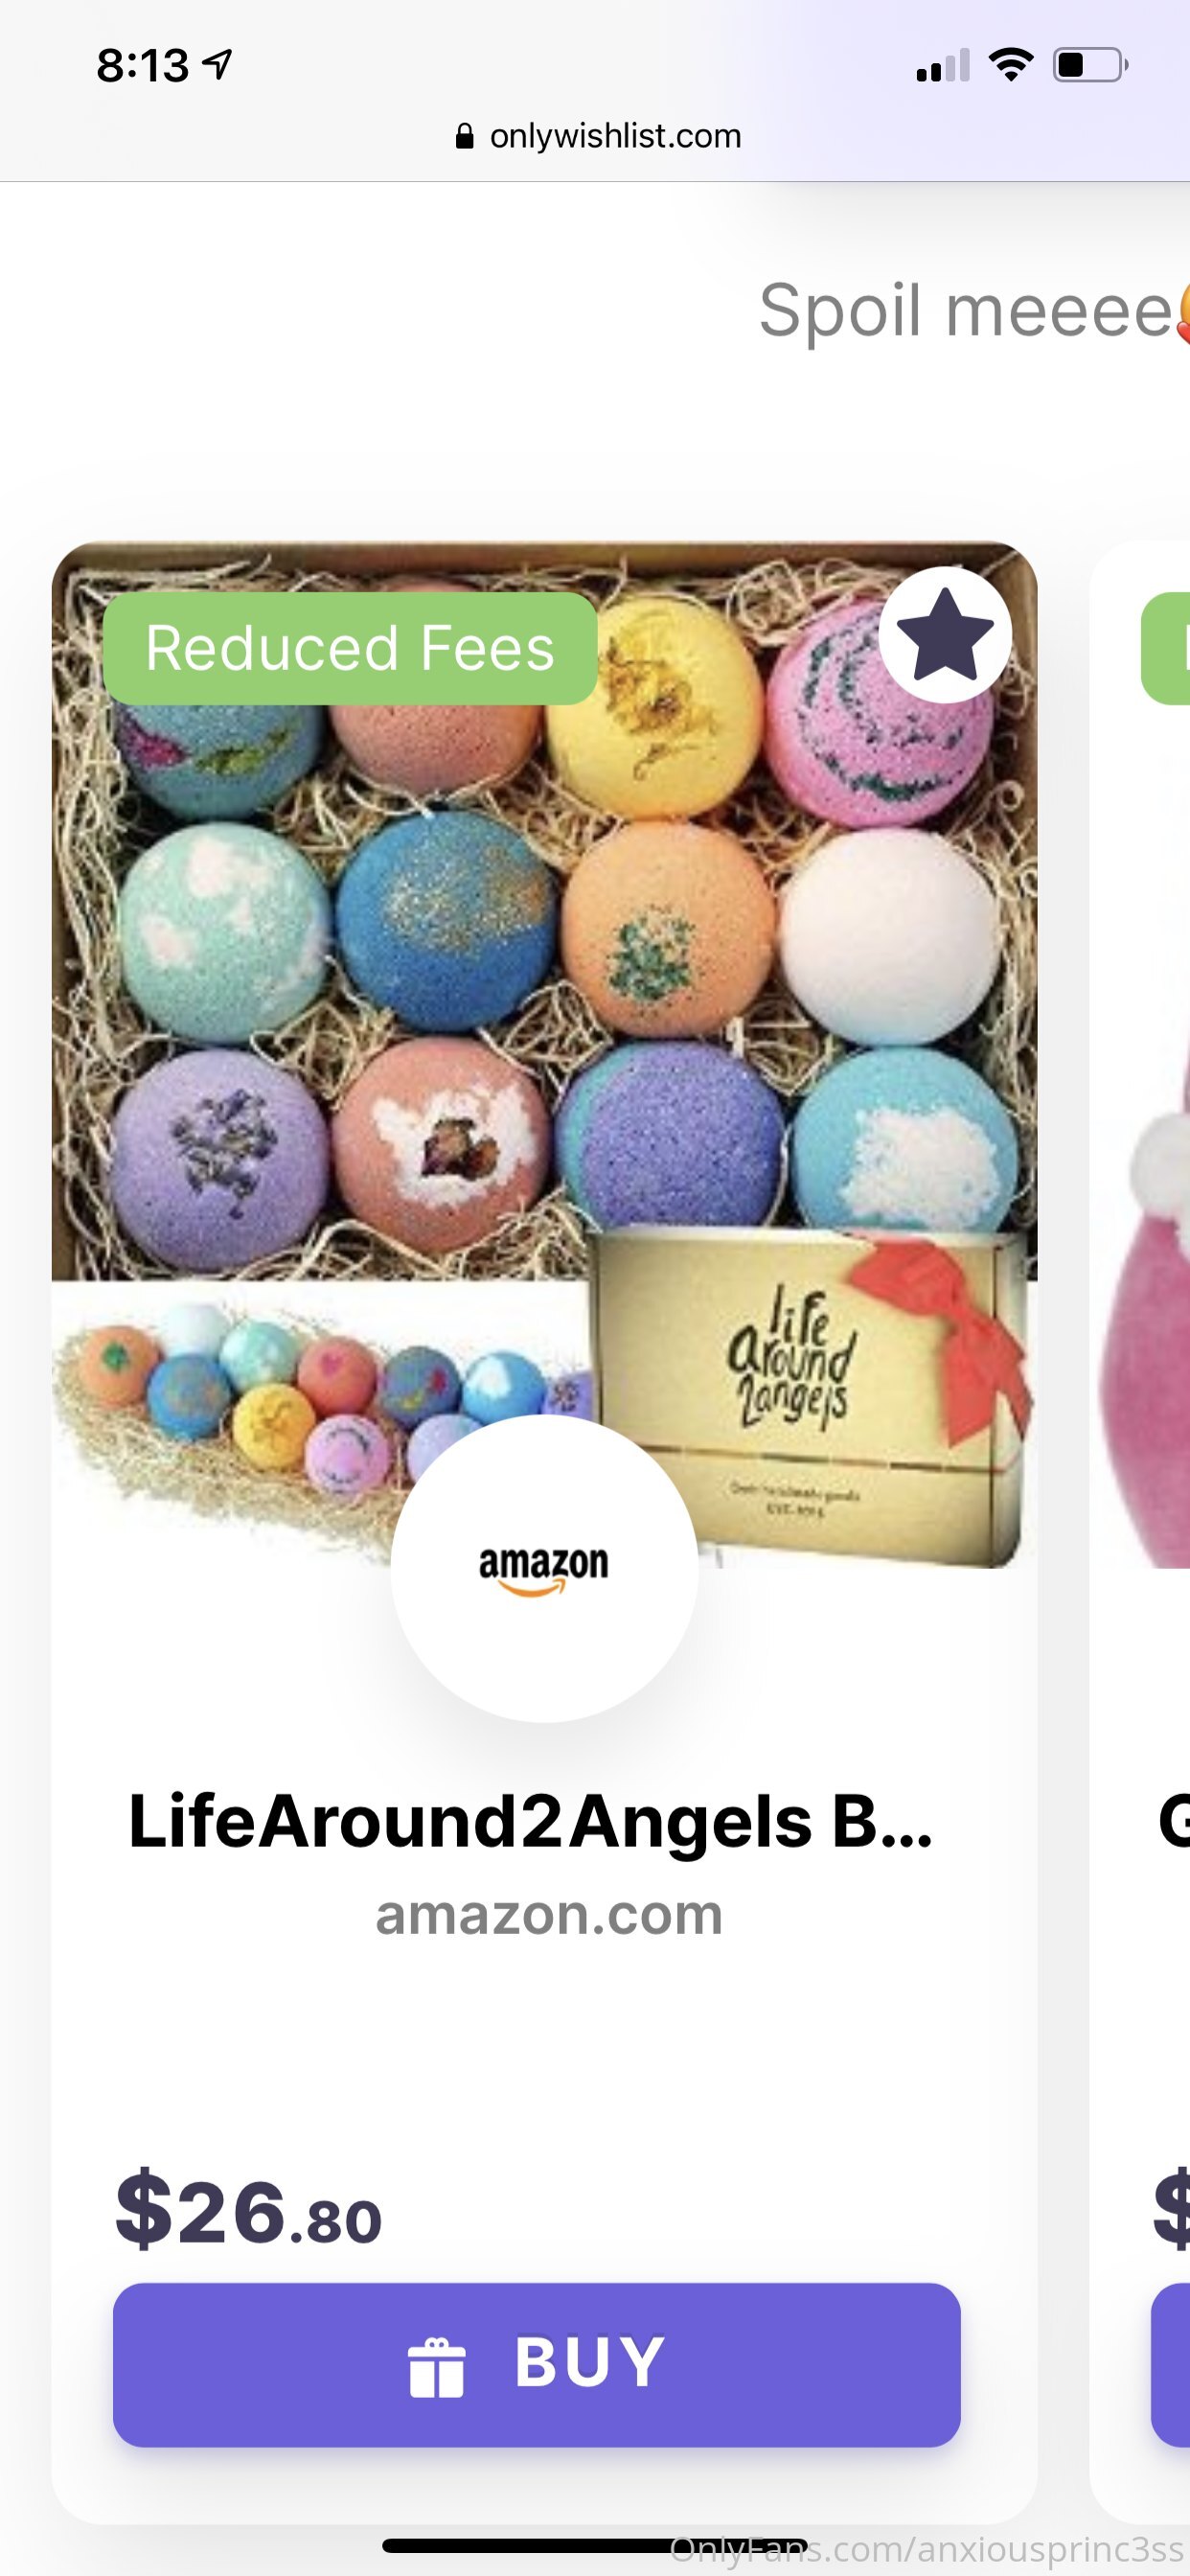 8:13
onlywishlist.com
Spoil meeee
Reduced Fees
life
around
2angels
amazon
LifeAround2Angels B...
amazon.com
$26.80
$
BUY
OnlyFans.com/anxiousprinc3ss